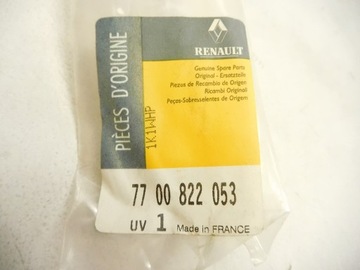 RENAULT
Genuine Spare Parts
Original - Ersatzteile
Piezas de Recambio de Origen
Ricambi Originali
Peças-Sobresselentes de Origem
PIÈCES D'ORIGINE
1K1WHP
77 00 822 053
UV 1 Made in FRANCE